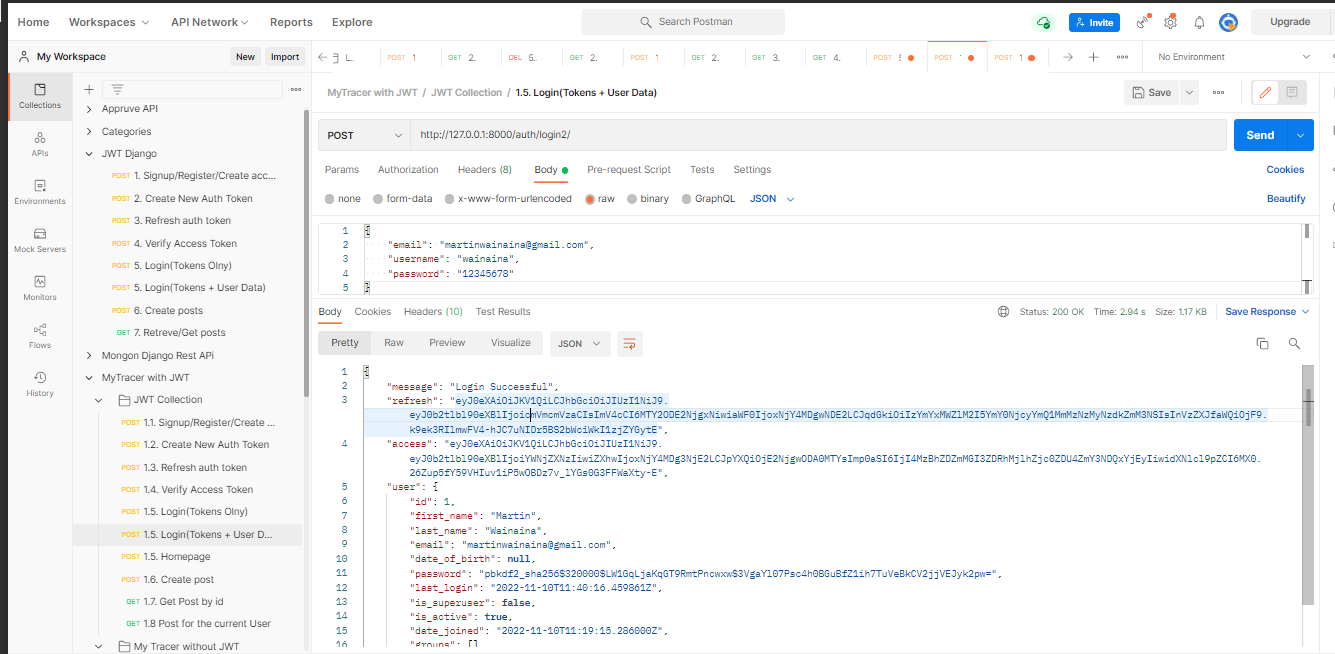 Home Workspaces API Network Reports Explore Search Postman Invite Upgrade
My Workspace New Import L. POST 1 GET 2. DEL 5. GET 2. POST 1 GET 2. GET 3. GET 4. POST POST POST 1 No Environment
Collections
APIs
Environments
Mock Servers
Monitors
Flows
History
Appruve API
Categories
JWT Django
POST 1. Signup/Register/Create acc...
POST 2. Create New Auth Token
POST 3. Refresh auth token
POST 4. Verify Access Token
POST 5. Login(Tokens Olny)
POST 5. Login(Tokens + User Data)
POST 6. Create posts
GET 7. Retreve/Get posts
Mongon Django Rest APi
MyTracer with JWT
JWT Collection
POST 1.1. Signup/Register/Create ...
POST 1.2. Create New Auth Token
POST 1.3. Refresh auth token
POST 1.4. Verify Access Token
POST 1.5. Login(Tokens Olny)
POST 1.5. Login(Tokens + User D...
POST 1.5. Homepage
POST 1.6. Create post
GET 1.7. Get Post by id
GET 1.8 Post for the current User
My Tracer without JWT
MyTracer with JWT / JWT Collection / 1.5. Login(Tokens + User Data) Save
POST http://127.0.0.1:8000/auth/login2/ Send
Params Authorization Headers (8) Body Pre-request Script Tests Settings Cookies
none form-data x-www-form-urlencoded raw binary GraphQL JSON Beautify
1 {
2 "email": "martinwainaina@gmail.com",
3 "username": "wainaina",
4 "password": "12345678"
5 }
Body Cookies Headers (10) Test Results Status: 200 OK Time: 2.94 s Size: 1.17 KB Save Response
Pretty Raw Preview Visualize JSON
1 {
2 "message": "Login Successful",
3 "refresh": "eyJ0eXAiOiJKV1QiLCJhbGciOiJIUzI1NiJ9.
4 "access": "eyJ0eXAiOiJKV1QiLCJhbGciOiJIUzI1NiJ9.
5 "user": {
6 "id": 1,
7 "first_name": "Martin",
8 "last_name": "Wainaina",
9 "email": "martinwainaina@gmail.com",
10 "date_of_birth": null,
11 "password":
12 "last_login": "2022-11-10T11:40:16.459861Z",
13 "is_superuser": false,
14 "is_active": true,
15 "date_joined": "2022-11-10T11:19:15.286000Z",
16 "groups": []